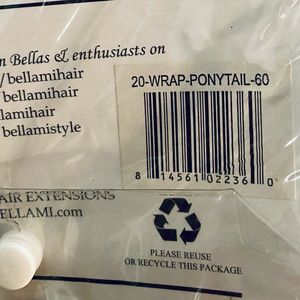 n Bellas & enthusiasts on
/ bellamihair
bellamihair
llamihair
bellamistyle
20-WRAP-PONYTAIL-60
8 14561 02236 0
AIR EXTENSIONS
ELLAMI.com
PLEASE REUSE
OR RECYCLE THIS PACKAGE